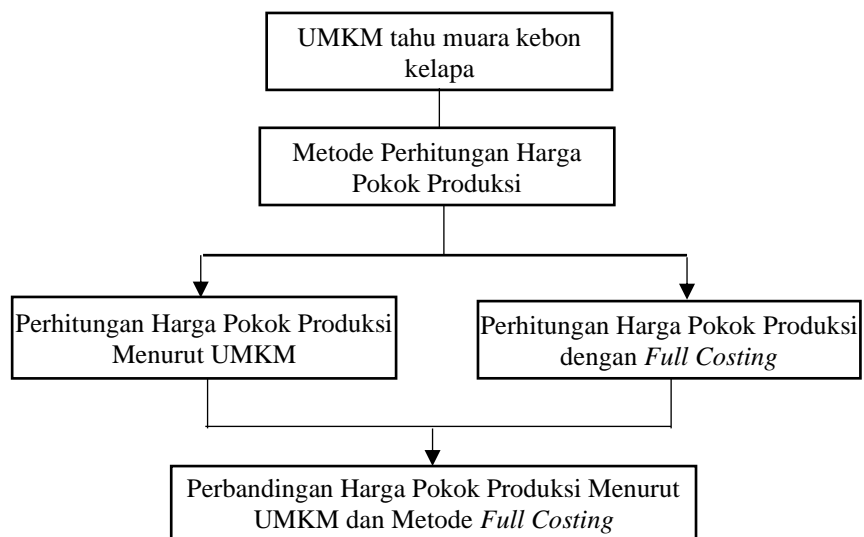 UMKM tahu muara kebon
kelapa
Metode Perhitungan Harga
Pokok Produksi
Perhitungan Harga Pokok Produksi
Menurut UMKM
Perhitungan Harga Pokok Produksi
dengan Full Costing
Perbandingan Harga Pokok Produksi Menurut
UMKM dan Metode Full Costing